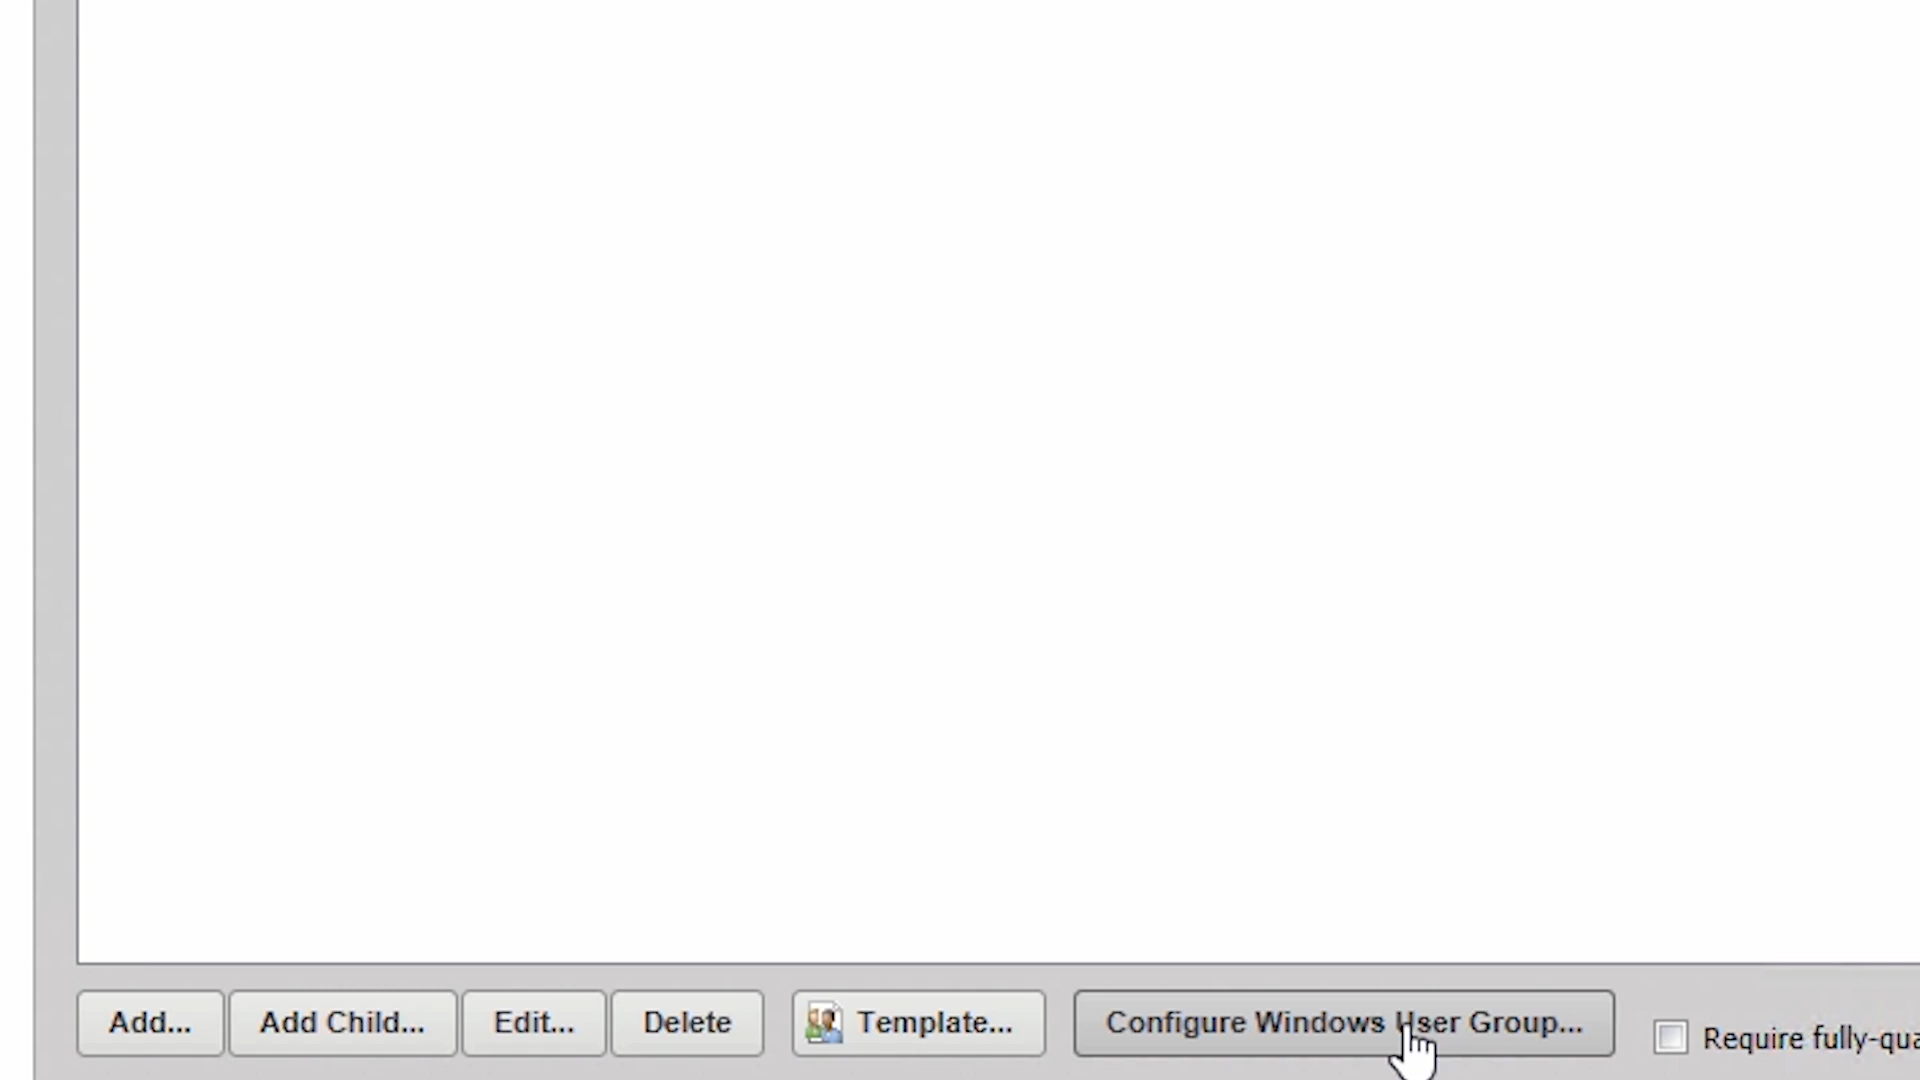 Add...
Add Child...
Edit...
Delete
Template...
Configure Windows User Group...
Require fully-qua